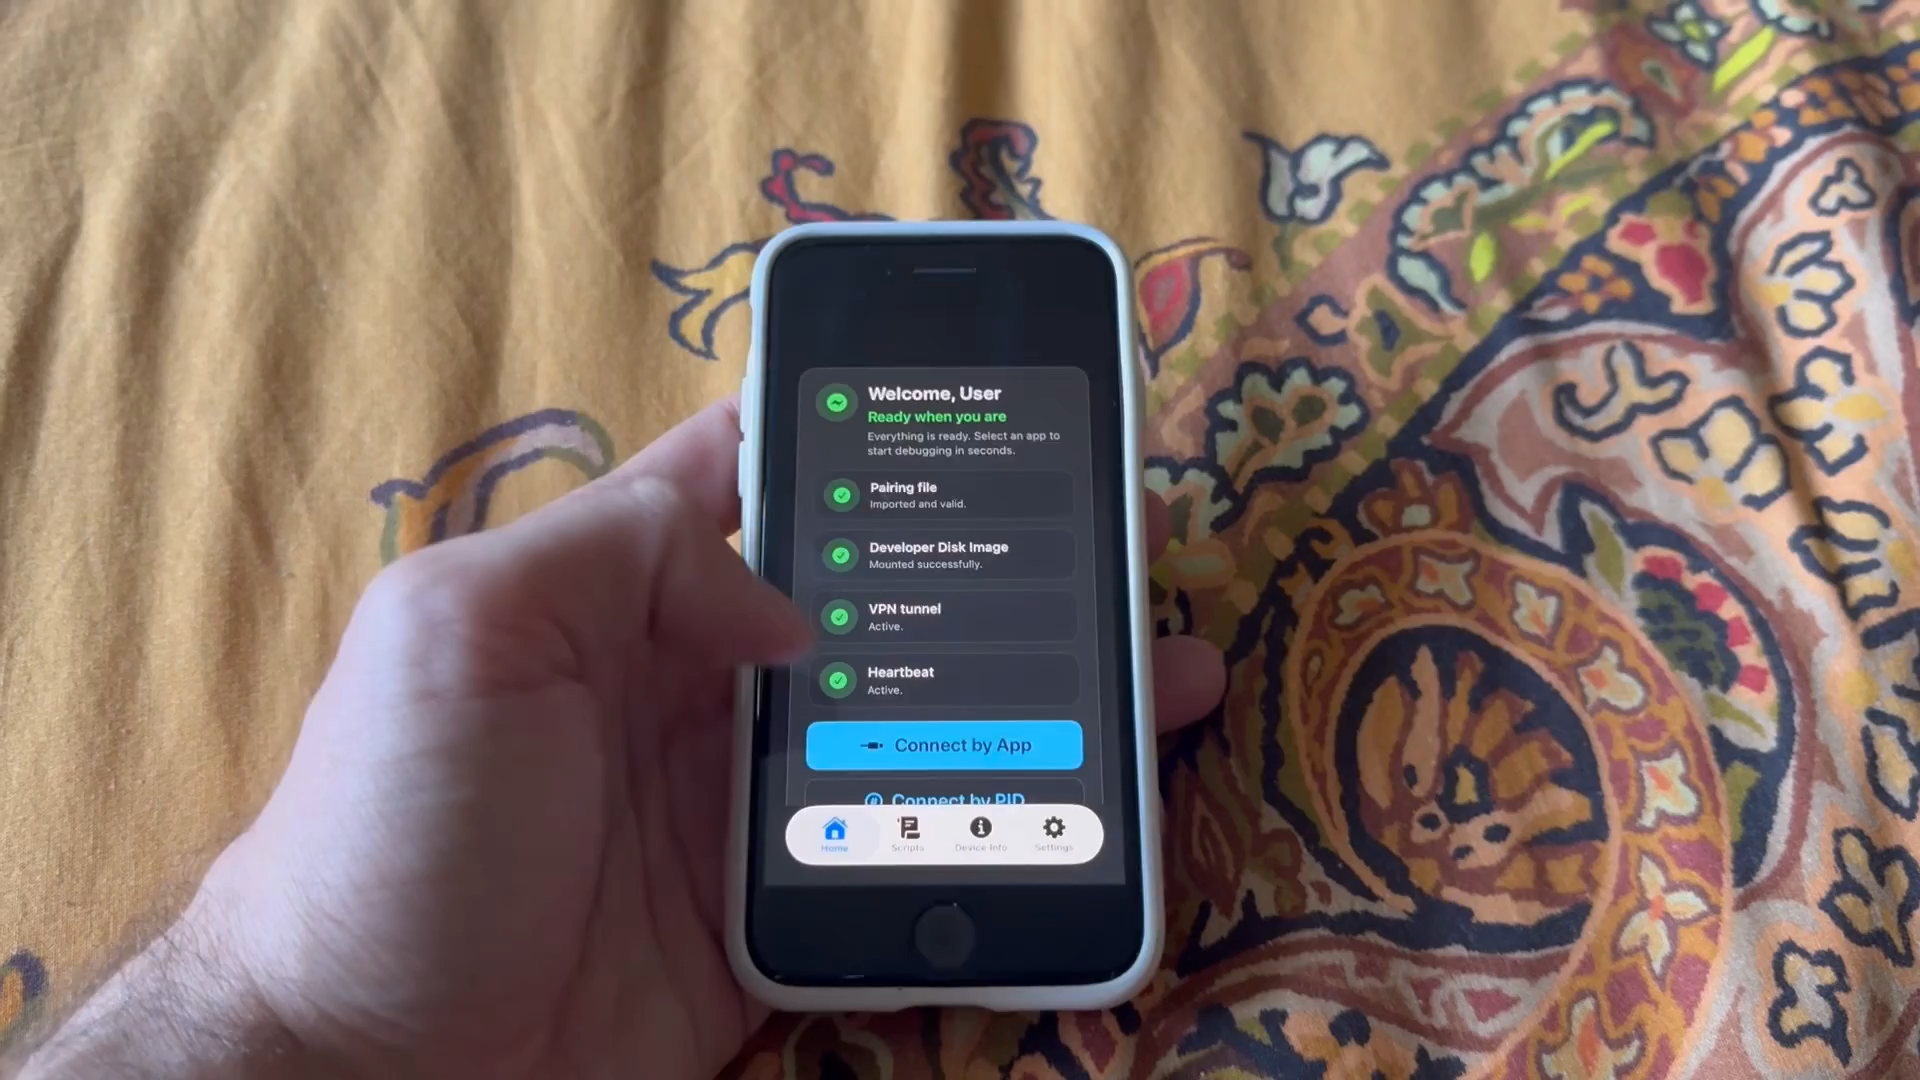 Welcome, User
Ready when you are
Everything is ready. Select an app to
start debugging in seconds.
Pairing file
Imported and valid.
Developer Disk Image
Mounted successfully.
VPN tunnel
Active.
Heartbeat
Active.
Connect by App
Connect by PID
Home
Scripts
Device Info
Settings